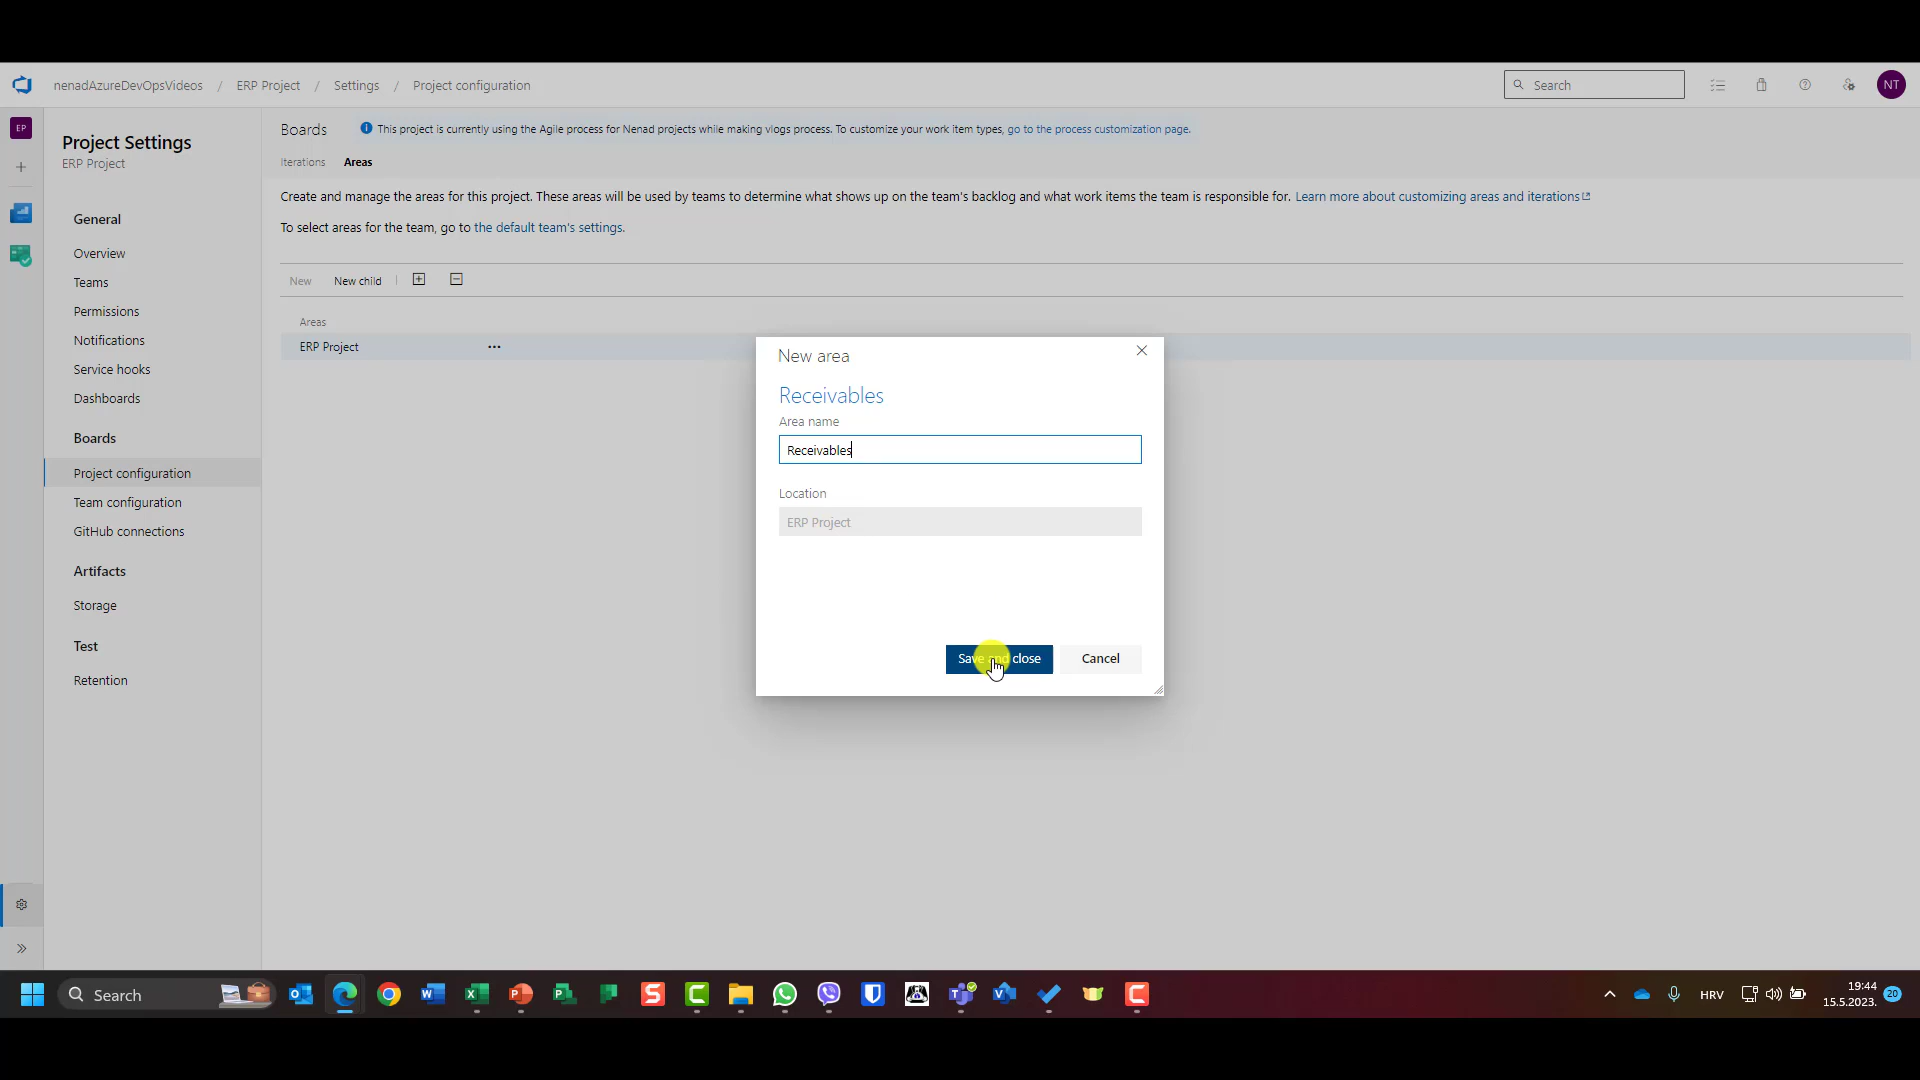 nenadAzureDevOpsVideos / ERP Project / Settings / Project configuration
Search
NT
EP
Project Settings
ERP Project
General
Overview
Teams
Permissions
Notifications
Service hooks
Dashboards
Boards
Project configuration
Team configuration
GitHub connections
Artifacts
Storage
Test
Retention
Boards
This project is currently using the Agile process for Nenad projects while making vlogs process. To customize your work item types, go to the process customization page.
Iterations Areas
Create and manage the areas for this project. These areas will be used by teams to determine what shows up on the team's backlog and what work items the team is responsible for. Learn more about customizing areas and iterations
To select areas for the team, go to the default team's settings.
New New child
Areas
ERP Project
New area
Receivables
Area name
Receivables
Location
ERP Project
Save and close
Cancel
Search
HRV
19:44
15.5.2023.
20